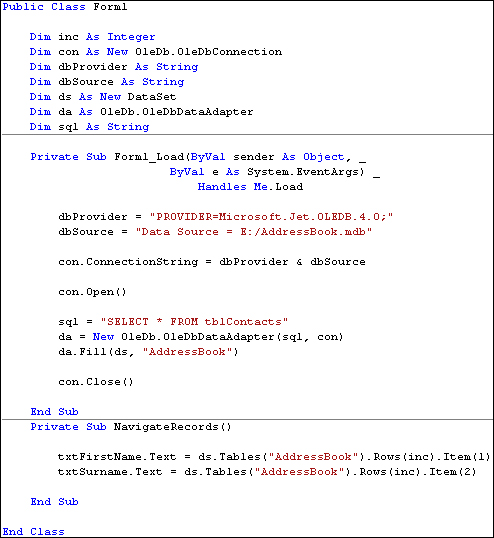 Public Class Form1
Dim inc As Integer
Dim con As New OleDb.OleDbConnection
Dim dbProvider As String
Dim dbSource As String
Dim ds As New DataSet
Dim da As OleDb.OleDbDataAdapter
Dim sql As String
Private Sub Form1_Load(ByVal sender As Object, _
ByVal e As System.EventArgs) _
Handles Me.Load
dbProvider = "PROVIDER=Microsoft.Jet.OLEDB.4.0;"
dbSource = "Data Source = E:/AddressBook.mdb"
con.ConnectionString = dbProvider & dbSource
con.Open()
sql = "SELECT * FROM tblContacts"
da = New OleDb.OleDbDataAdapter(sql, con)
da.Fill(ds, "AddressBook")
con.Close()
End Sub
Private Sub NavigateRecords()
txtFirstName.Text = ds.Tables("AddressBook").Rows(inc).Item(1)
txtSurname.Text = ds.Tables("AddressBook").Rows(inc).Item(2)
End Sub
End Class